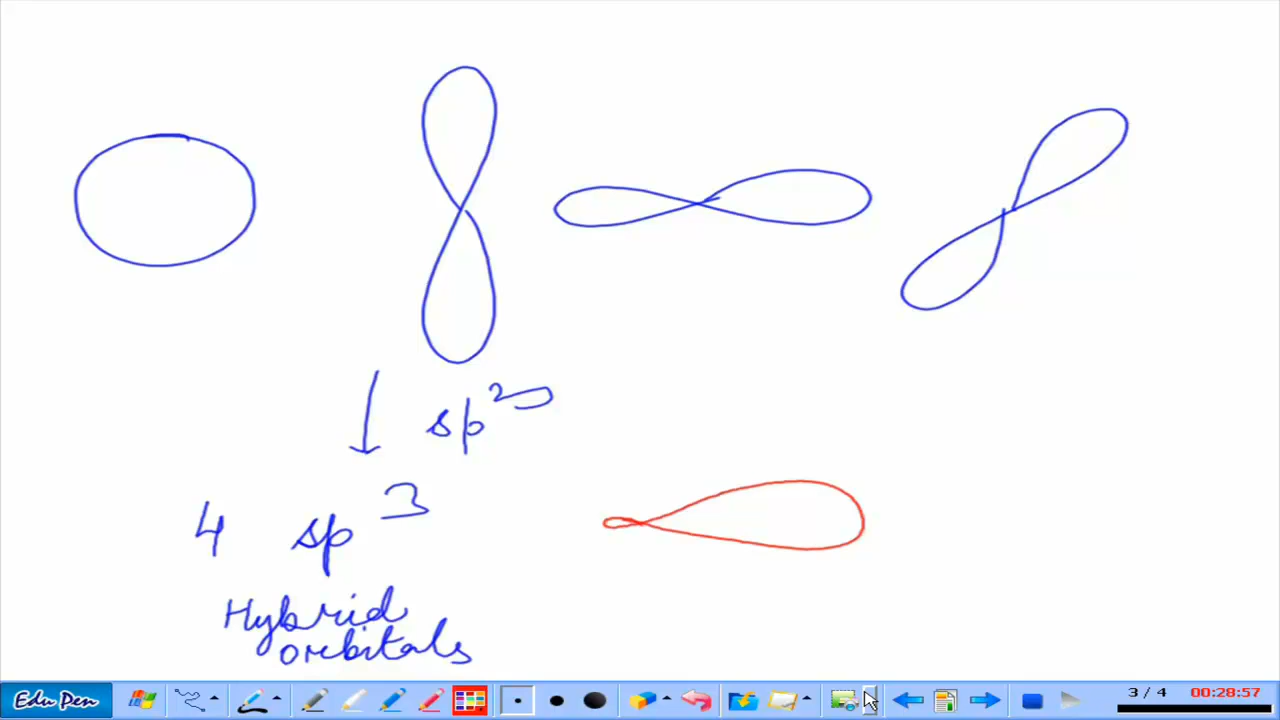 sp³
4 sp³
Hybrid
orbitals
Edu Pen 3 / 4 00:28:57